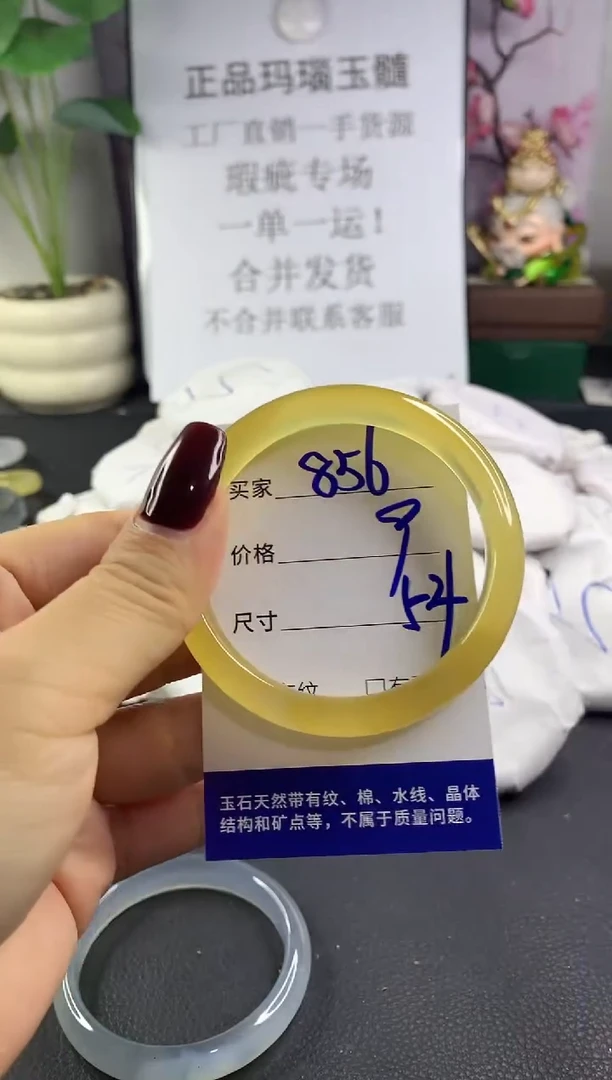 正品玛瑙玉髓
工厂直销一手货源
瑕疵专场
一单一运！
合并发货
不合并联系客服
买家 856
价格 9
尺寸 54
纹 □有
玉石天然带有纹、棉、水线、晶体
结构和矿点等，不属于质量问题。